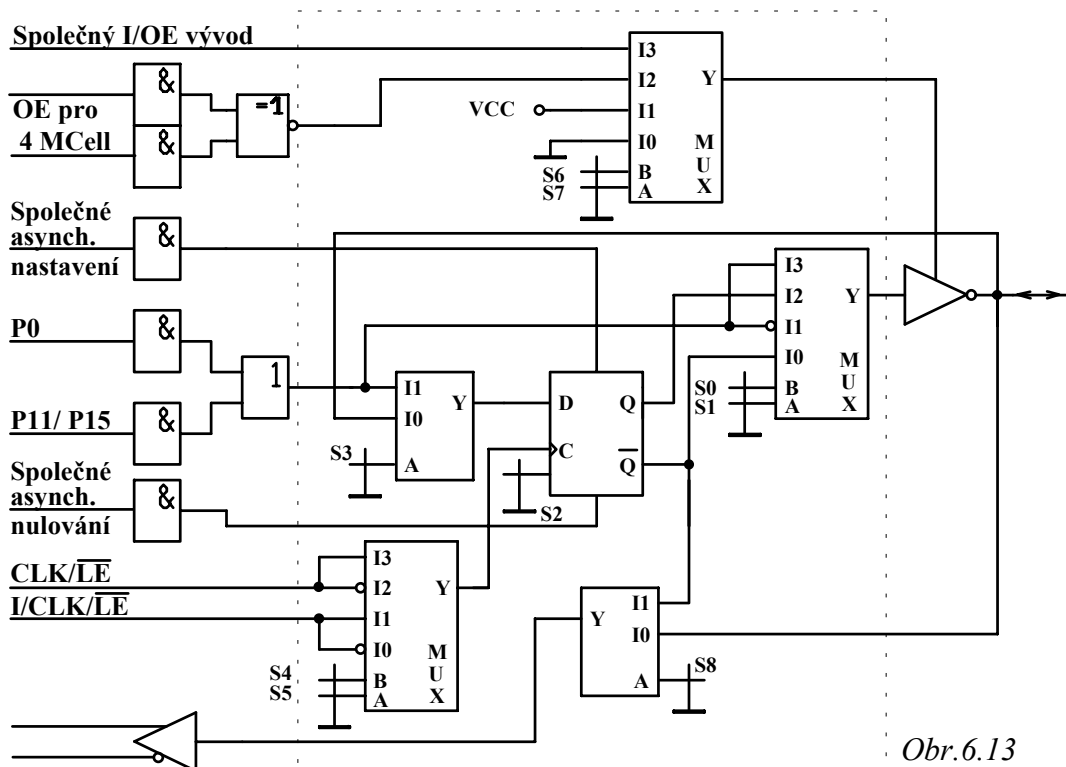 Společný I/OE vývod
&
OE pro
4 MCell
&
=1
VCC
I3
I2
I1
I0
B
A
Y
M
U
X
S6
S7
Společné
asynch.
nastavení
&
P0
&
P11/ P15
&
1
Společné
asynch.
nulování
&
I1
I0
A
Y
S3
D
C
Q
Q̅
S2
I3
I2
I1
I0
B
A
Y
M
U
X
S0
S1
CLK/L̅E̅
I/CLK/L̅E̅
I3
I2
I1
I0
B
A
Y
M
U
X
S4
S5
Y
I1
I0
A
S8
Obr.6.13